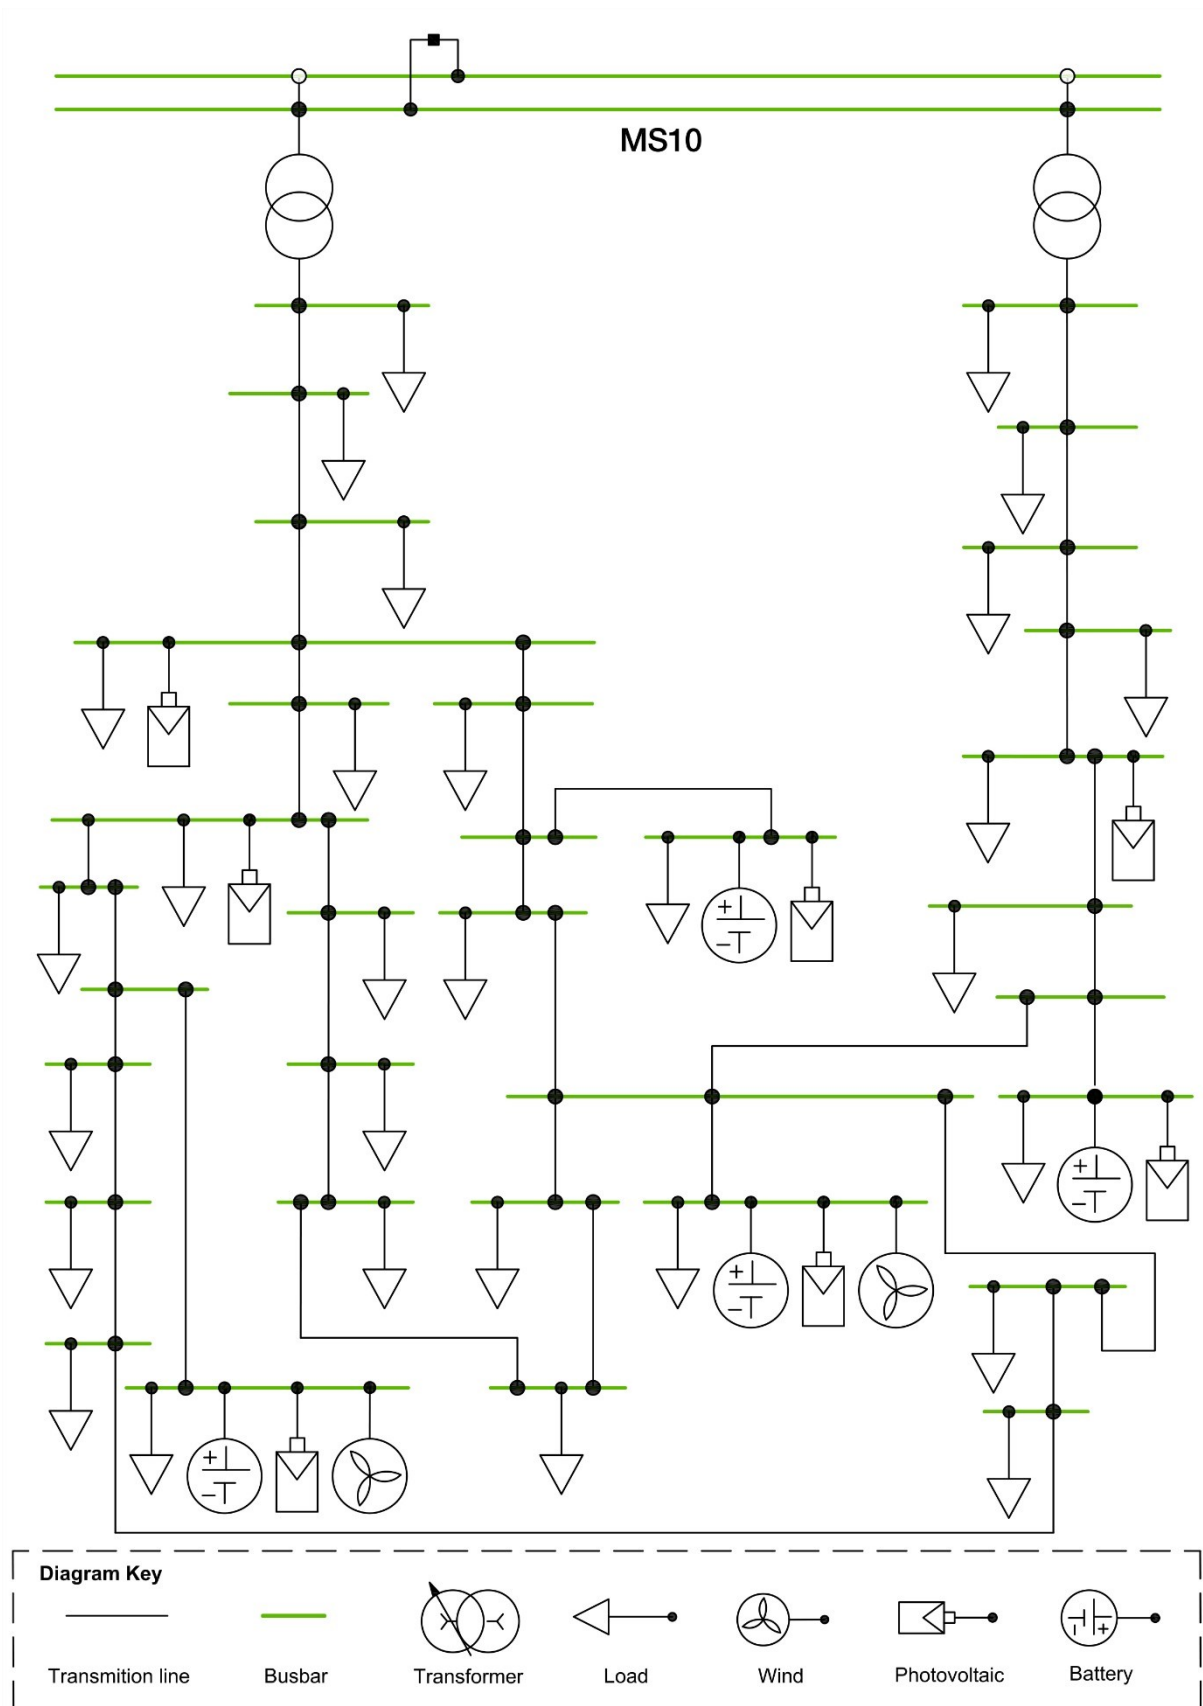 MS10
Diagram Key
Transmition line
Busbar
Transformer
Load
Wind
Photovoltaic
Battery